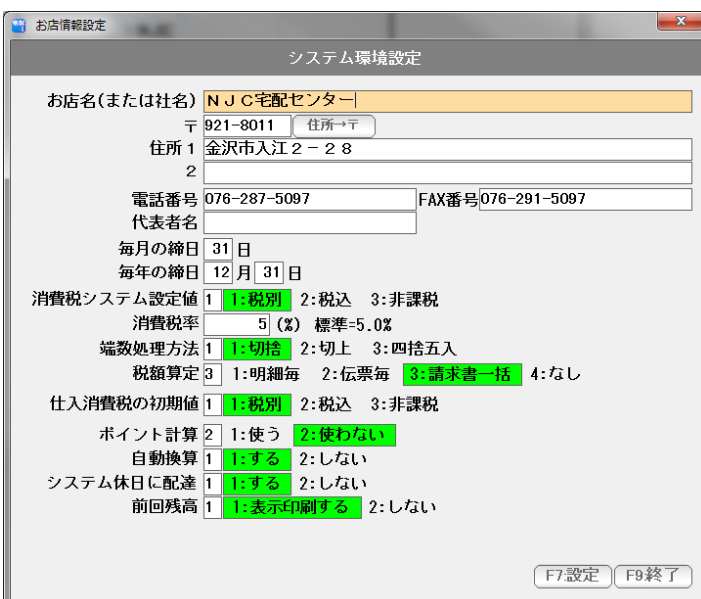 お店情報設定
システム環境設定
お店名(または社名) ＮＪＣ宅配センター
〒 921-8011 住所→〒
住所１ 金沢市入江２－２８
２
電話番号 076-287-5097 FAX番号 076-291-5097
代表者名
毎月の締日 31 日
毎年の締日 12 月 31 日
消費税システム設定値 1 1:税別 2:税込 3:非課税
消費税率 5 (%) 標準=5.0%
端数処理方法 1 1:切捨 2:切上 3:四捨五入
税額算定 3 1:明細毎 2:伝票毎 3:請求書一括 4:なし
仕入消費税の初期値 1 1:税別 2:税込 3:非課税
ポイント計算 2 1:使う 2:使わない
自動換算 1 1:する 2:しない
システム休日に配達 1 1:する 2:しない
前回残高 1 1:表示印刷する 2:しない
F7:設定 F9:終了